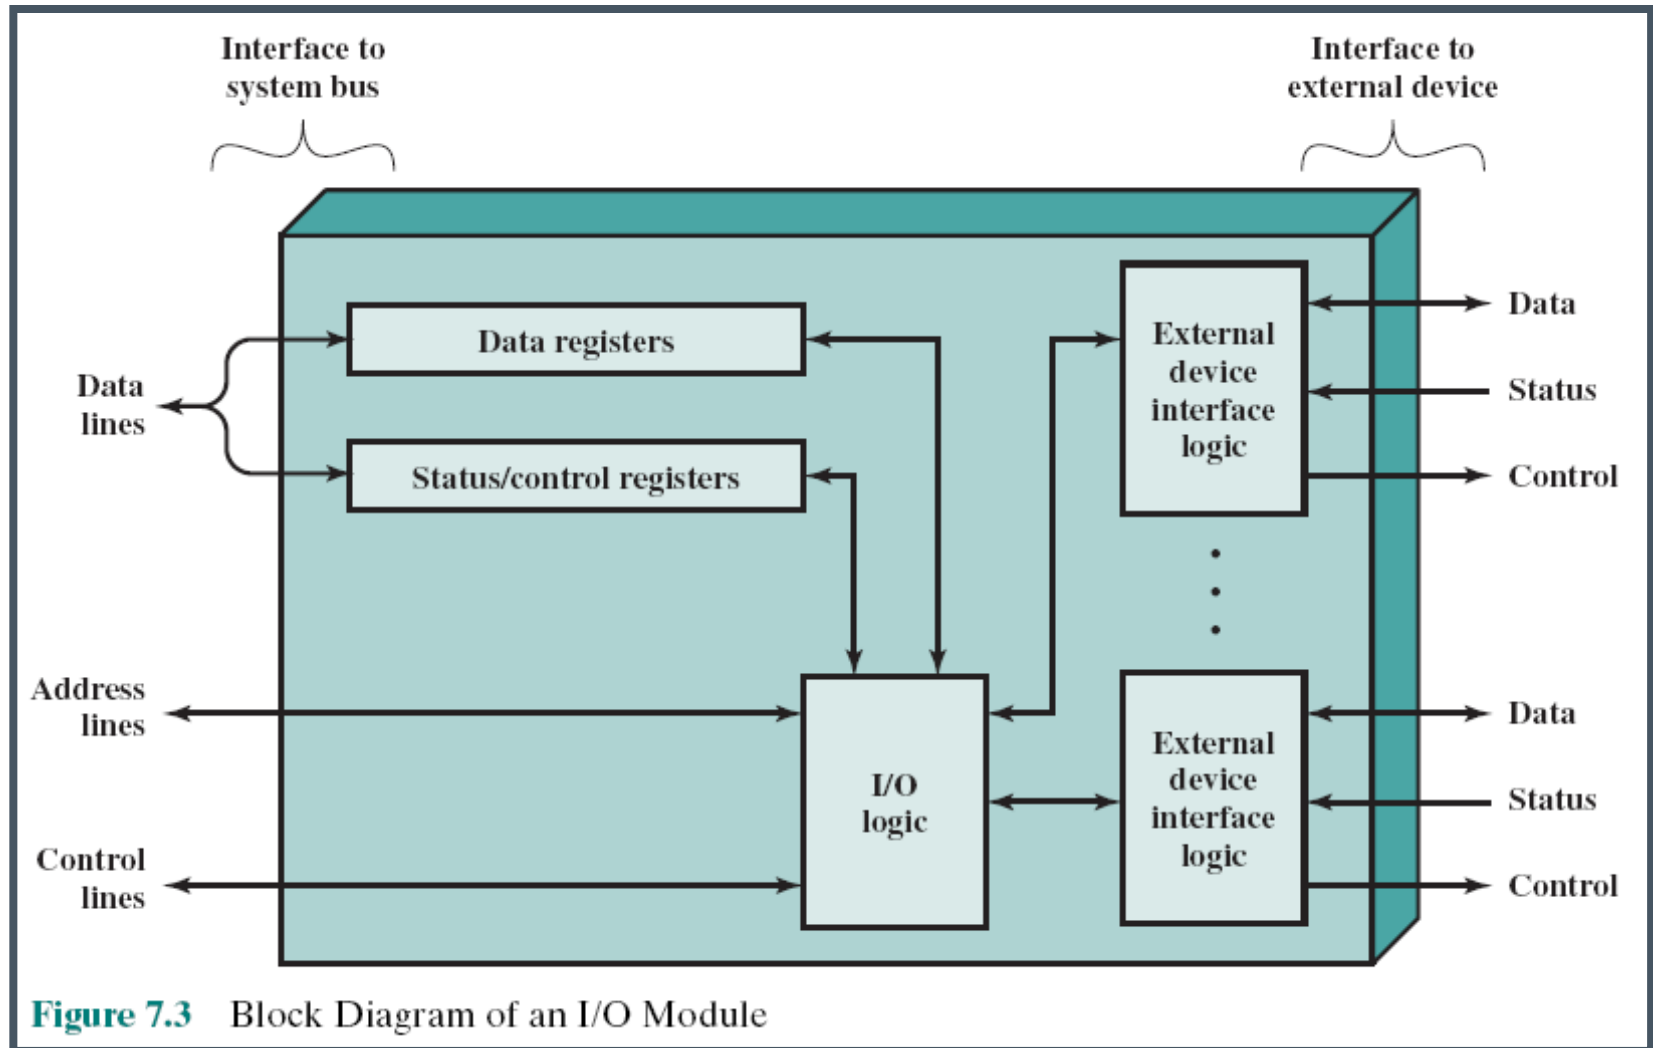 Interface to
system bus
Interface to
external device
Data registers
Status/control registers
Data
lines
Address
lines
Control
lines
I/O
logic
External
device
interface
logic
Data
Status
Control
External
device
interface
logic
Data
Status
Control
Figure 7.3 Block Diagram of an I/O Module